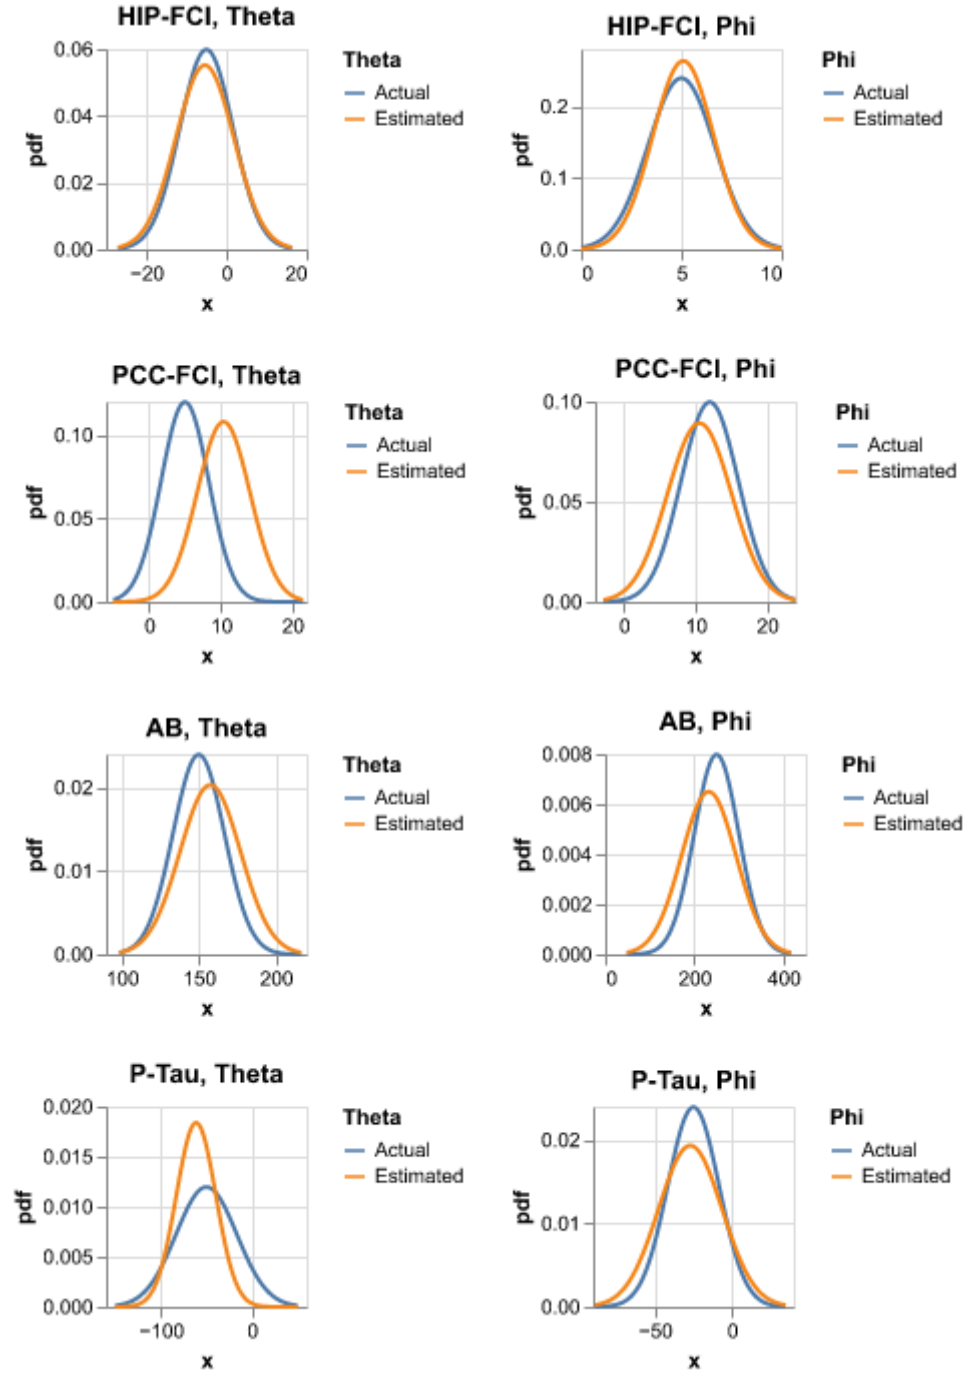 HIP-FCI, Theta
0.06
0.04
0.02
0.00
pdf
−20 0 20
x
Theta
Actual
Estimated
HIP-FCI, Phi
0.2
0.1
0.0
pdf
0 5 10
x
Phi
Actual
Estimated
PCC-FCI, Theta
0.10
0.05
0.00
pdf
0 10 20
x
Theta
Actual
Estimated
PCC-FCI, Phi
0.10
0.05
0.00
pdf
0 10 20
x
Phi
Actual
Estimated
AB, Theta
0.02
0.01
0.00
pdf
100 150 200
x
Theta
Actual
Estimated
AB, Phi
0.008
0.006
0.004
0.002
0.000
pdf
0 200 400
x
Phi
Actual
Estimated
P-Tau, Theta
0.020
0.015
0.010
0.005
0.000
pdf
−100 0
x
Theta
Actual
Estimated
P-Tau, Phi
0.02
0.01
0.00
pdf
−50 0
x
Phi
Actual
Estimated